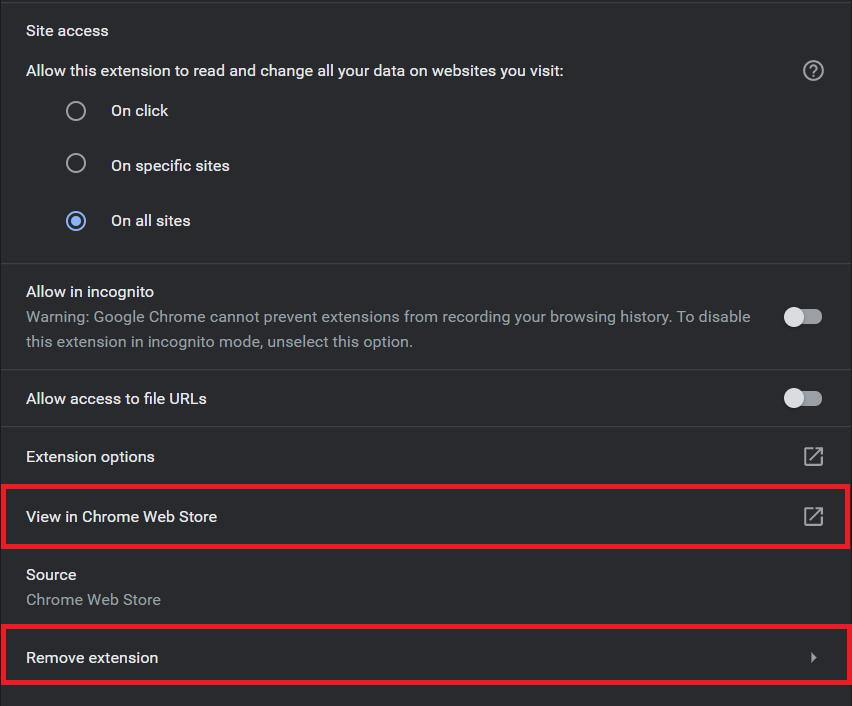 Site access
Allow this extension to read and change all your data on websites you visit:
On click
On specific sites
On all sites
Allow in incognito
Warning: Google Chrome cannot prevent extensions from recording your browsing history. To disable
this extension in incognito mode, unselect this option.
Allow access to file URLs
Extension options
View in Chrome Web Store
Source
Chrome Web Store
Remove extension